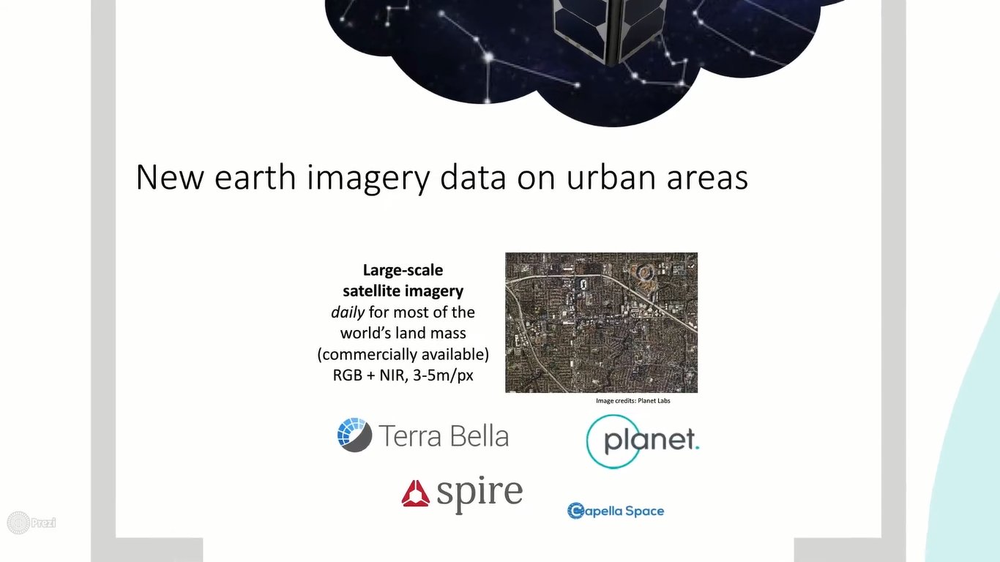 New earth imagery data on urban areas
Large-scale
satellite imagery
daily for most of the
world's land mass
(commercially available)
RGB + NIR, 3-5m/px
Image credits: Planet Labs
Terra Bella
planet.
spire
Capella Space
Prezi